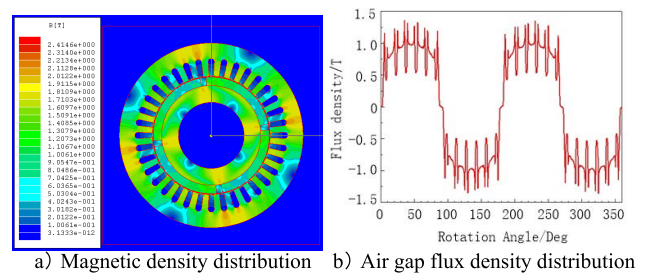 B[T]
2.4146e+000
2.3140e+000
2.2134e+000
2.1128e+000
2.0122e+000
1.9115e+000
1.8109e+000
1.7103e+000
1.6097e+000
1.5091e+000
1.4085e+000
1.3079e+000
1.2073e+000
1.1067e+000
1.0061e+000
9.0547e-001
8.0486e-001
7.0425e-001
6.0365e-001
5.0304e-001
4.0243e-001
3.0182e-001
2.0122e-001
1.0061e-001
3.1333e-012
Flux density/T
1.5
1.0
0.5
0
-0.5
-1.0
-1.5
0 50 100 150 200 250 300 350
Rotation Angle/Deg
a) Magnetic density distribution
b) Air gap flux density distribution